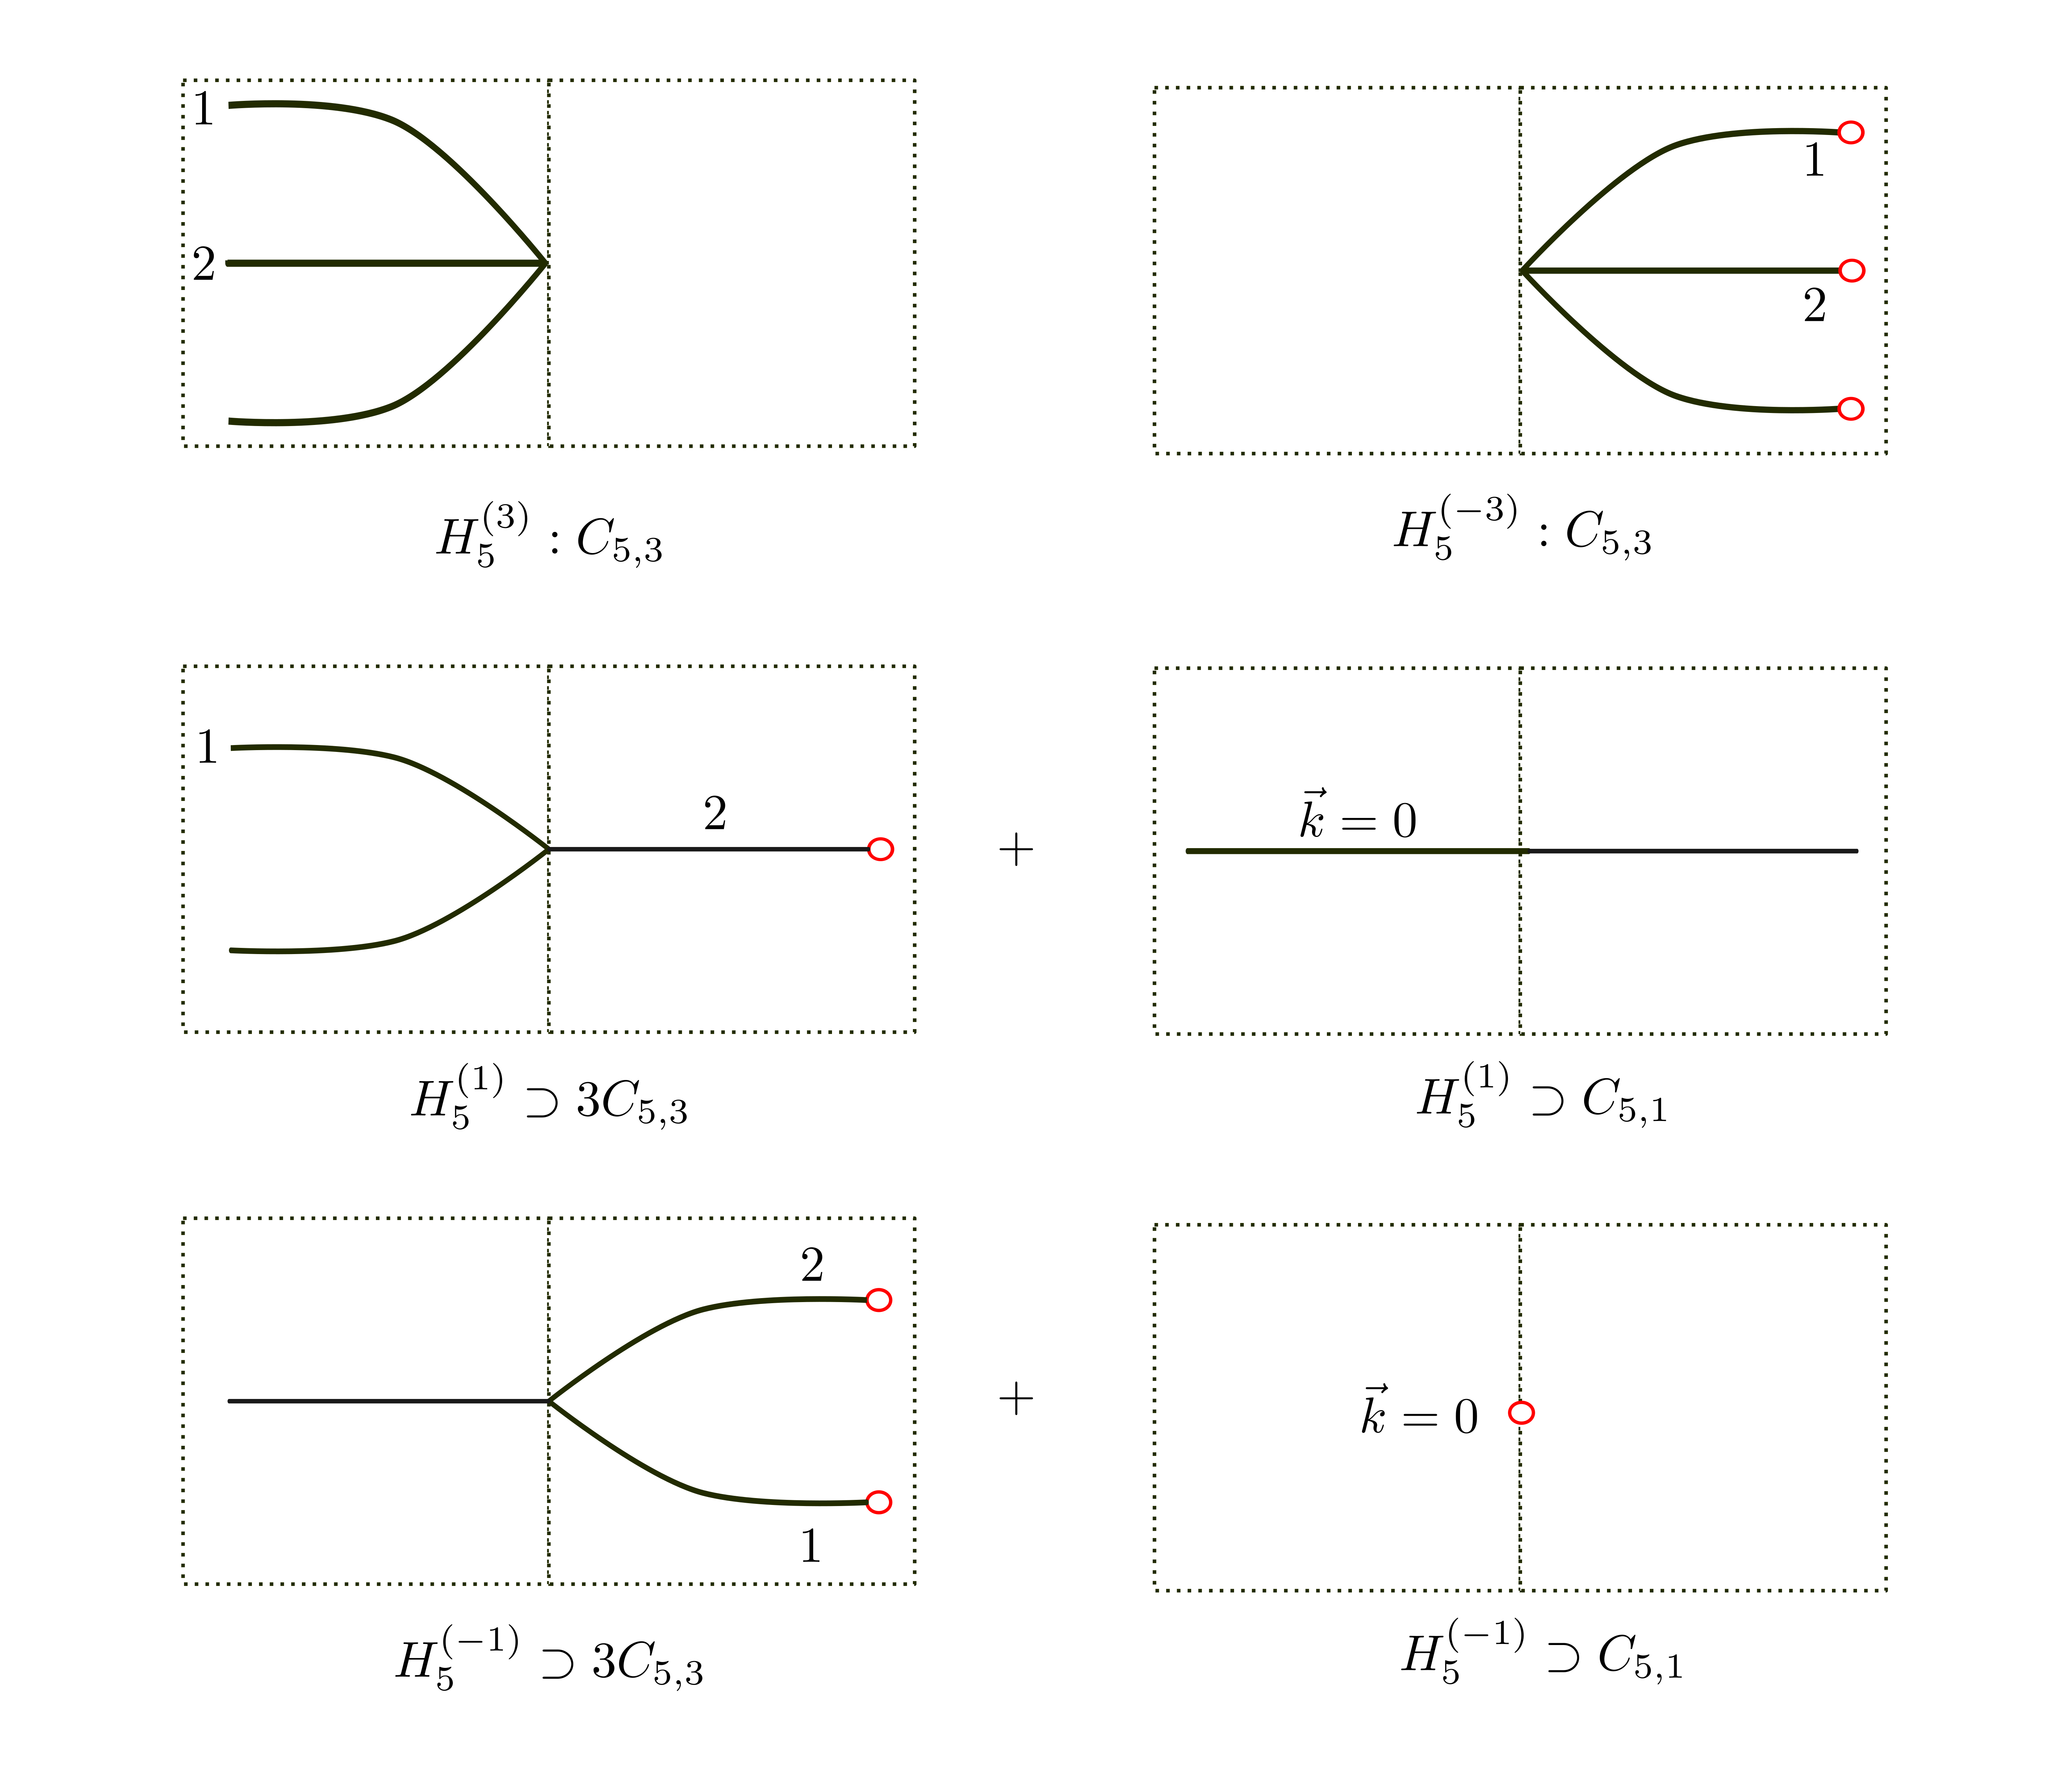 1
2
1
2
$H_5^{(3)} : C_{5,3}$
$H_5^{(-3)} : C_{5,3}$
1
2
+
$\vec{k} = 0$
$H_5^{(1)} \supset 3C_{5,3}$
$H_5^{(1)} \supset C_{5,1}$
2
1
+
$\vec{k} = 0$
$H_5^{(-1)} \supset 3C_{5,3}$
$H_5^{(-1)} \supset C_{5,1}$